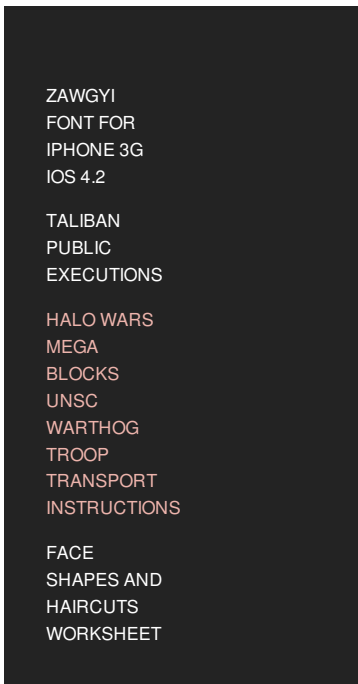 ZAWGYI
FONT FOR
IPHONE 3G
IOS 4.2
TALIBAN
PUBLIC
EXECUTIONS
HALO WARS
MEGA
BLOCKS
UNSC
WARTHOG
TROOP
TRANSPORT
INSTRUCTIONS
FACE
SHAPES AND
HAIRCUTS
WORKSHEET